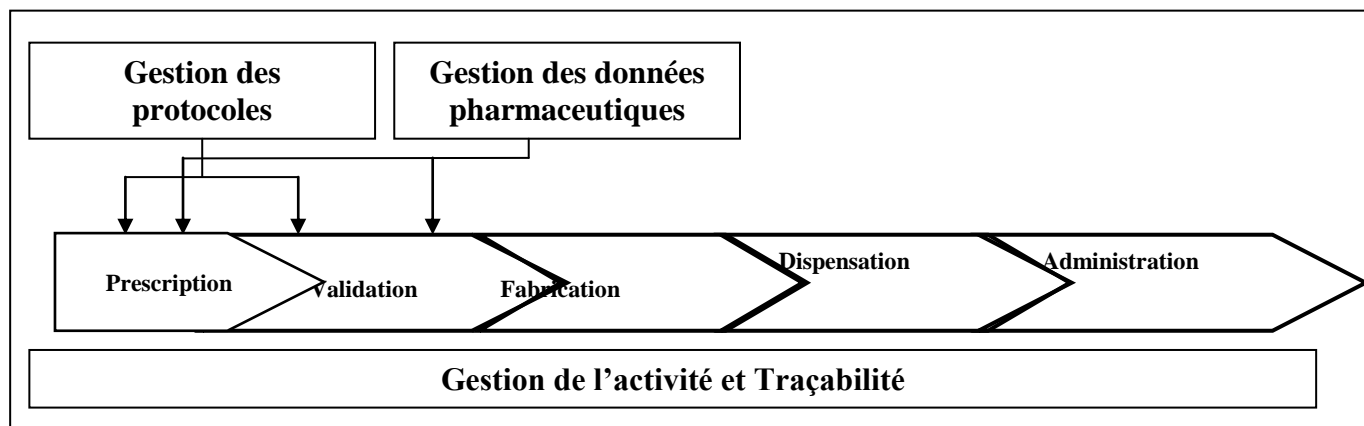 Gestion des
protocoles
Gestion des données
pharmaceutiques
Prescription
Validation
Fabrication
Dispensation
Administration
Gestion de l’activité et Traçabilité